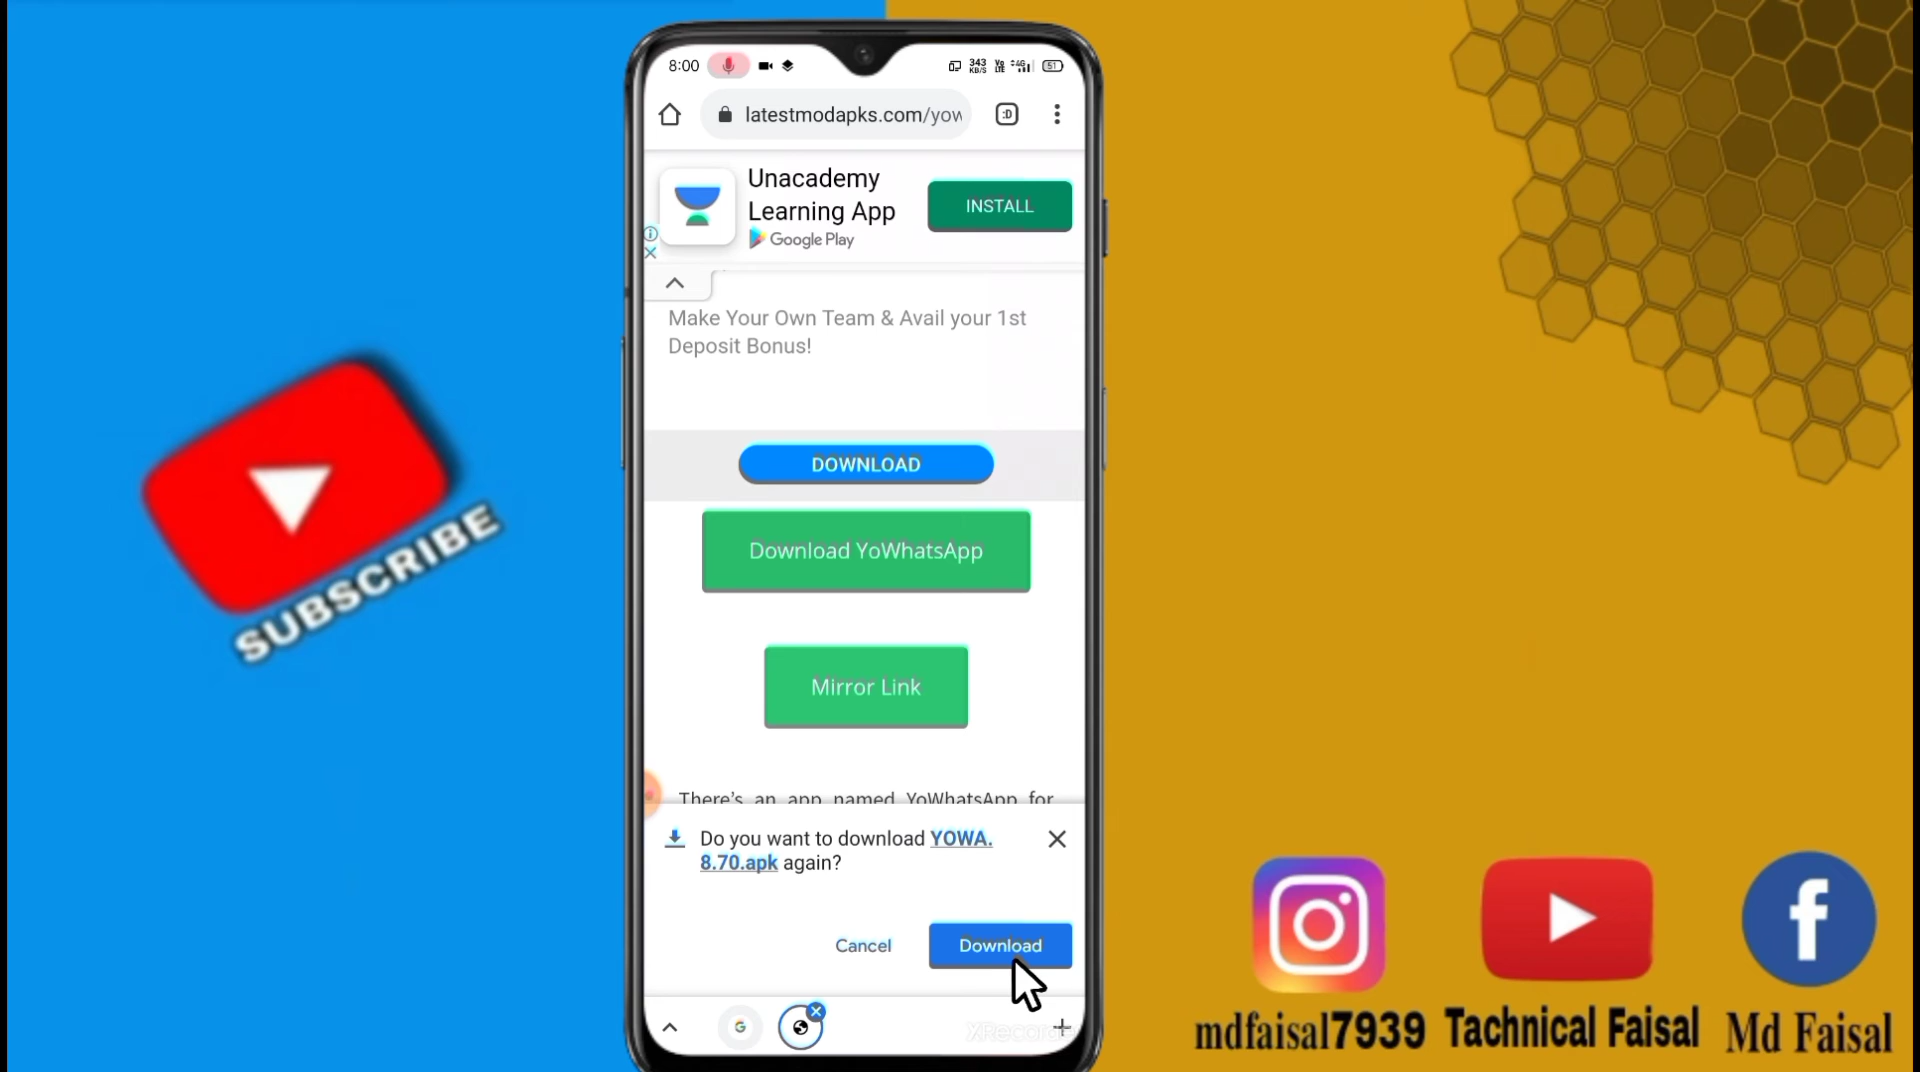 8:00
343
KB/S
4G
51
latestmodapks.com/yow
:D
Unacademy
Learning App
Google Play
INSTALL
Make Your Own Team & Avail your 1st
Deposit Bonus!
DOWNLOAD
Download YoWhatsApp
Mirror Link
There's an app named YoWhatsApp for
Do you want to download YOWA.
8.70.apk again?
Cancel
Download
SUBSCRIBE
mdfaisal7939
Tachnical Faisal
Md Faisal